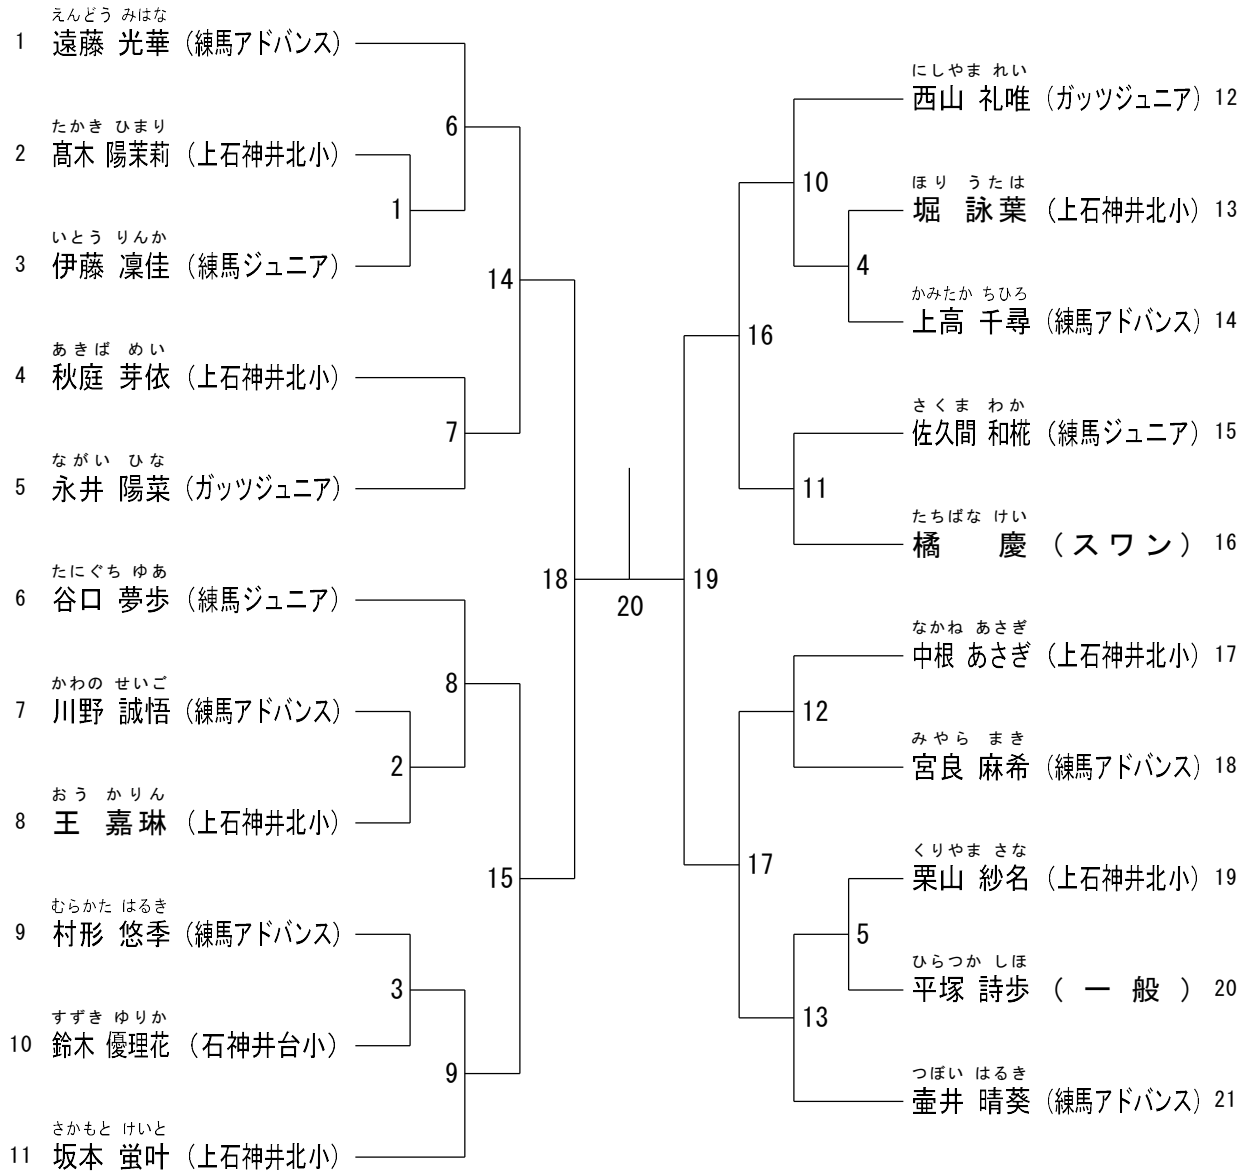 えんどう みはな
1 遠藤 光華 (練馬アドバンス)
たかき ひまり
2 髙木 陽茉莉 (上石神井北小)
いとう りんか
3 伊藤 凜佳 (練馬ジュニア)
あきば めい
4 秋庭 芽依 (上石神井北小)
ながい ひな
5 永井 陽菜 (ガッツジュニア)
たにぐち ゆあ
6 谷口 夢歩 (練馬ジュニア)
かわの せいご
7 川野 誠悟 (練馬アドバンス)
おう かりん
8 王 嘉琳 (上石神井北小)
むらかた はるき
9 村形 悠季 (練馬アドバンス)
すずき ゆりか
10 鈴木 優理花 (石神井台小)
さかもと けいと
11 坂本 蛍叶 (上石神井北小)
6
1
14
7
18
8
2
15
3
9
20
19
10
4
16
11
12
17
5
13
にしやま れい
西山 礼唯 (ガッツジュニア) 12
ほり うたは
堀 詠葉 (上石神井北小) 13
かみたか ちひろ
上高 千尋 (練馬アドバンス) 14
さくま わか
佐久間 和椛 (練馬ジュニア) 15
たちばな けい
橘 慶 (スワン) 16
なかね あさぎ
中根 あさぎ (上石神井北小) 17
みやら まき
宮良 麻希 (練馬アドバンス) 18
くりやま さな
栗山 紗名 (上石神井北小) 19
ひらつか しほ
平塚 詩歩 (一般) 20
つぼい はるき
壷井 晴葵 (練馬アドバンス) 21